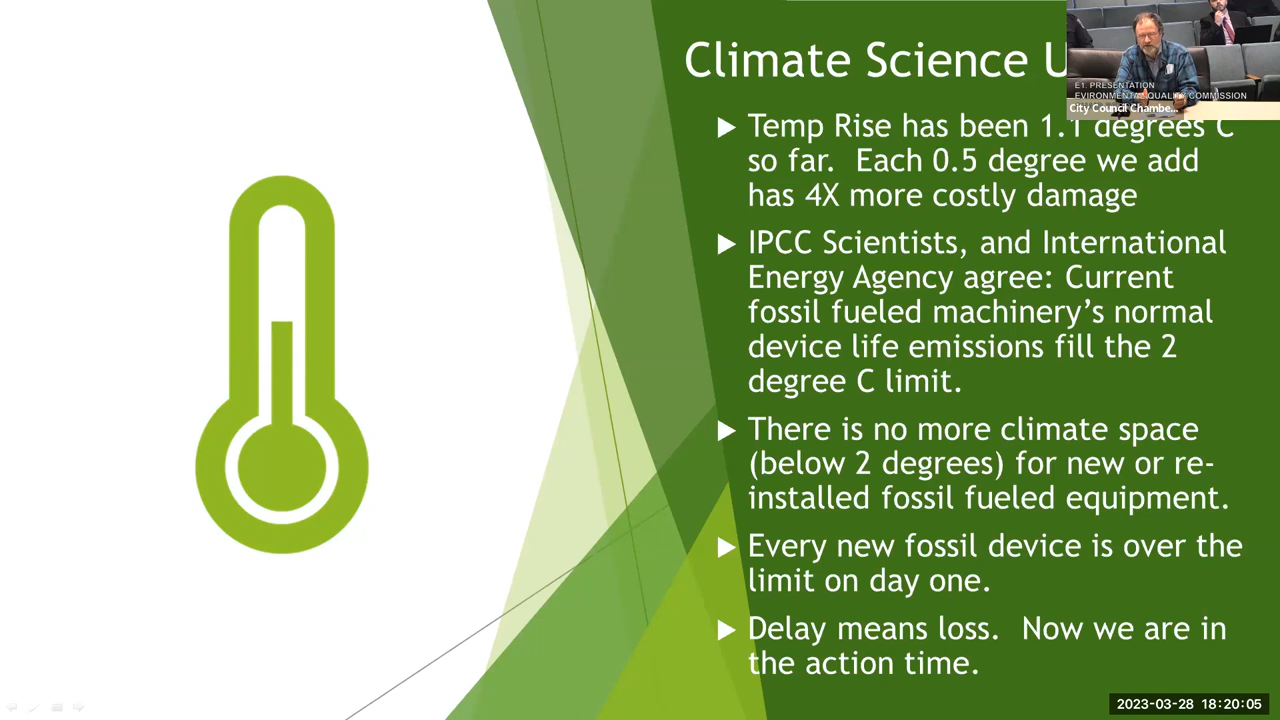 Climate Science U
Temp Rise has been 1.1 degrees C
so far.  Each 0.5 degree we add
has 4X more costly damage
IPCC Scientists, and International
Energy Agency agree: Current
fossil fueled machinery’s normal
device life emissions fill the 2
degree C limit.
There is no more climate space
(below 2 degrees) for new or re-
installed fossil fueled equipment.
Every new fossil device is over the
limit on day one.
Delay means loss.  Now we are in
the action time.
E1. PRESENTATION
EVIRONMENTAL QUALITY COMMISSION
City Council Chambe...
2023-03-28 18:20:05